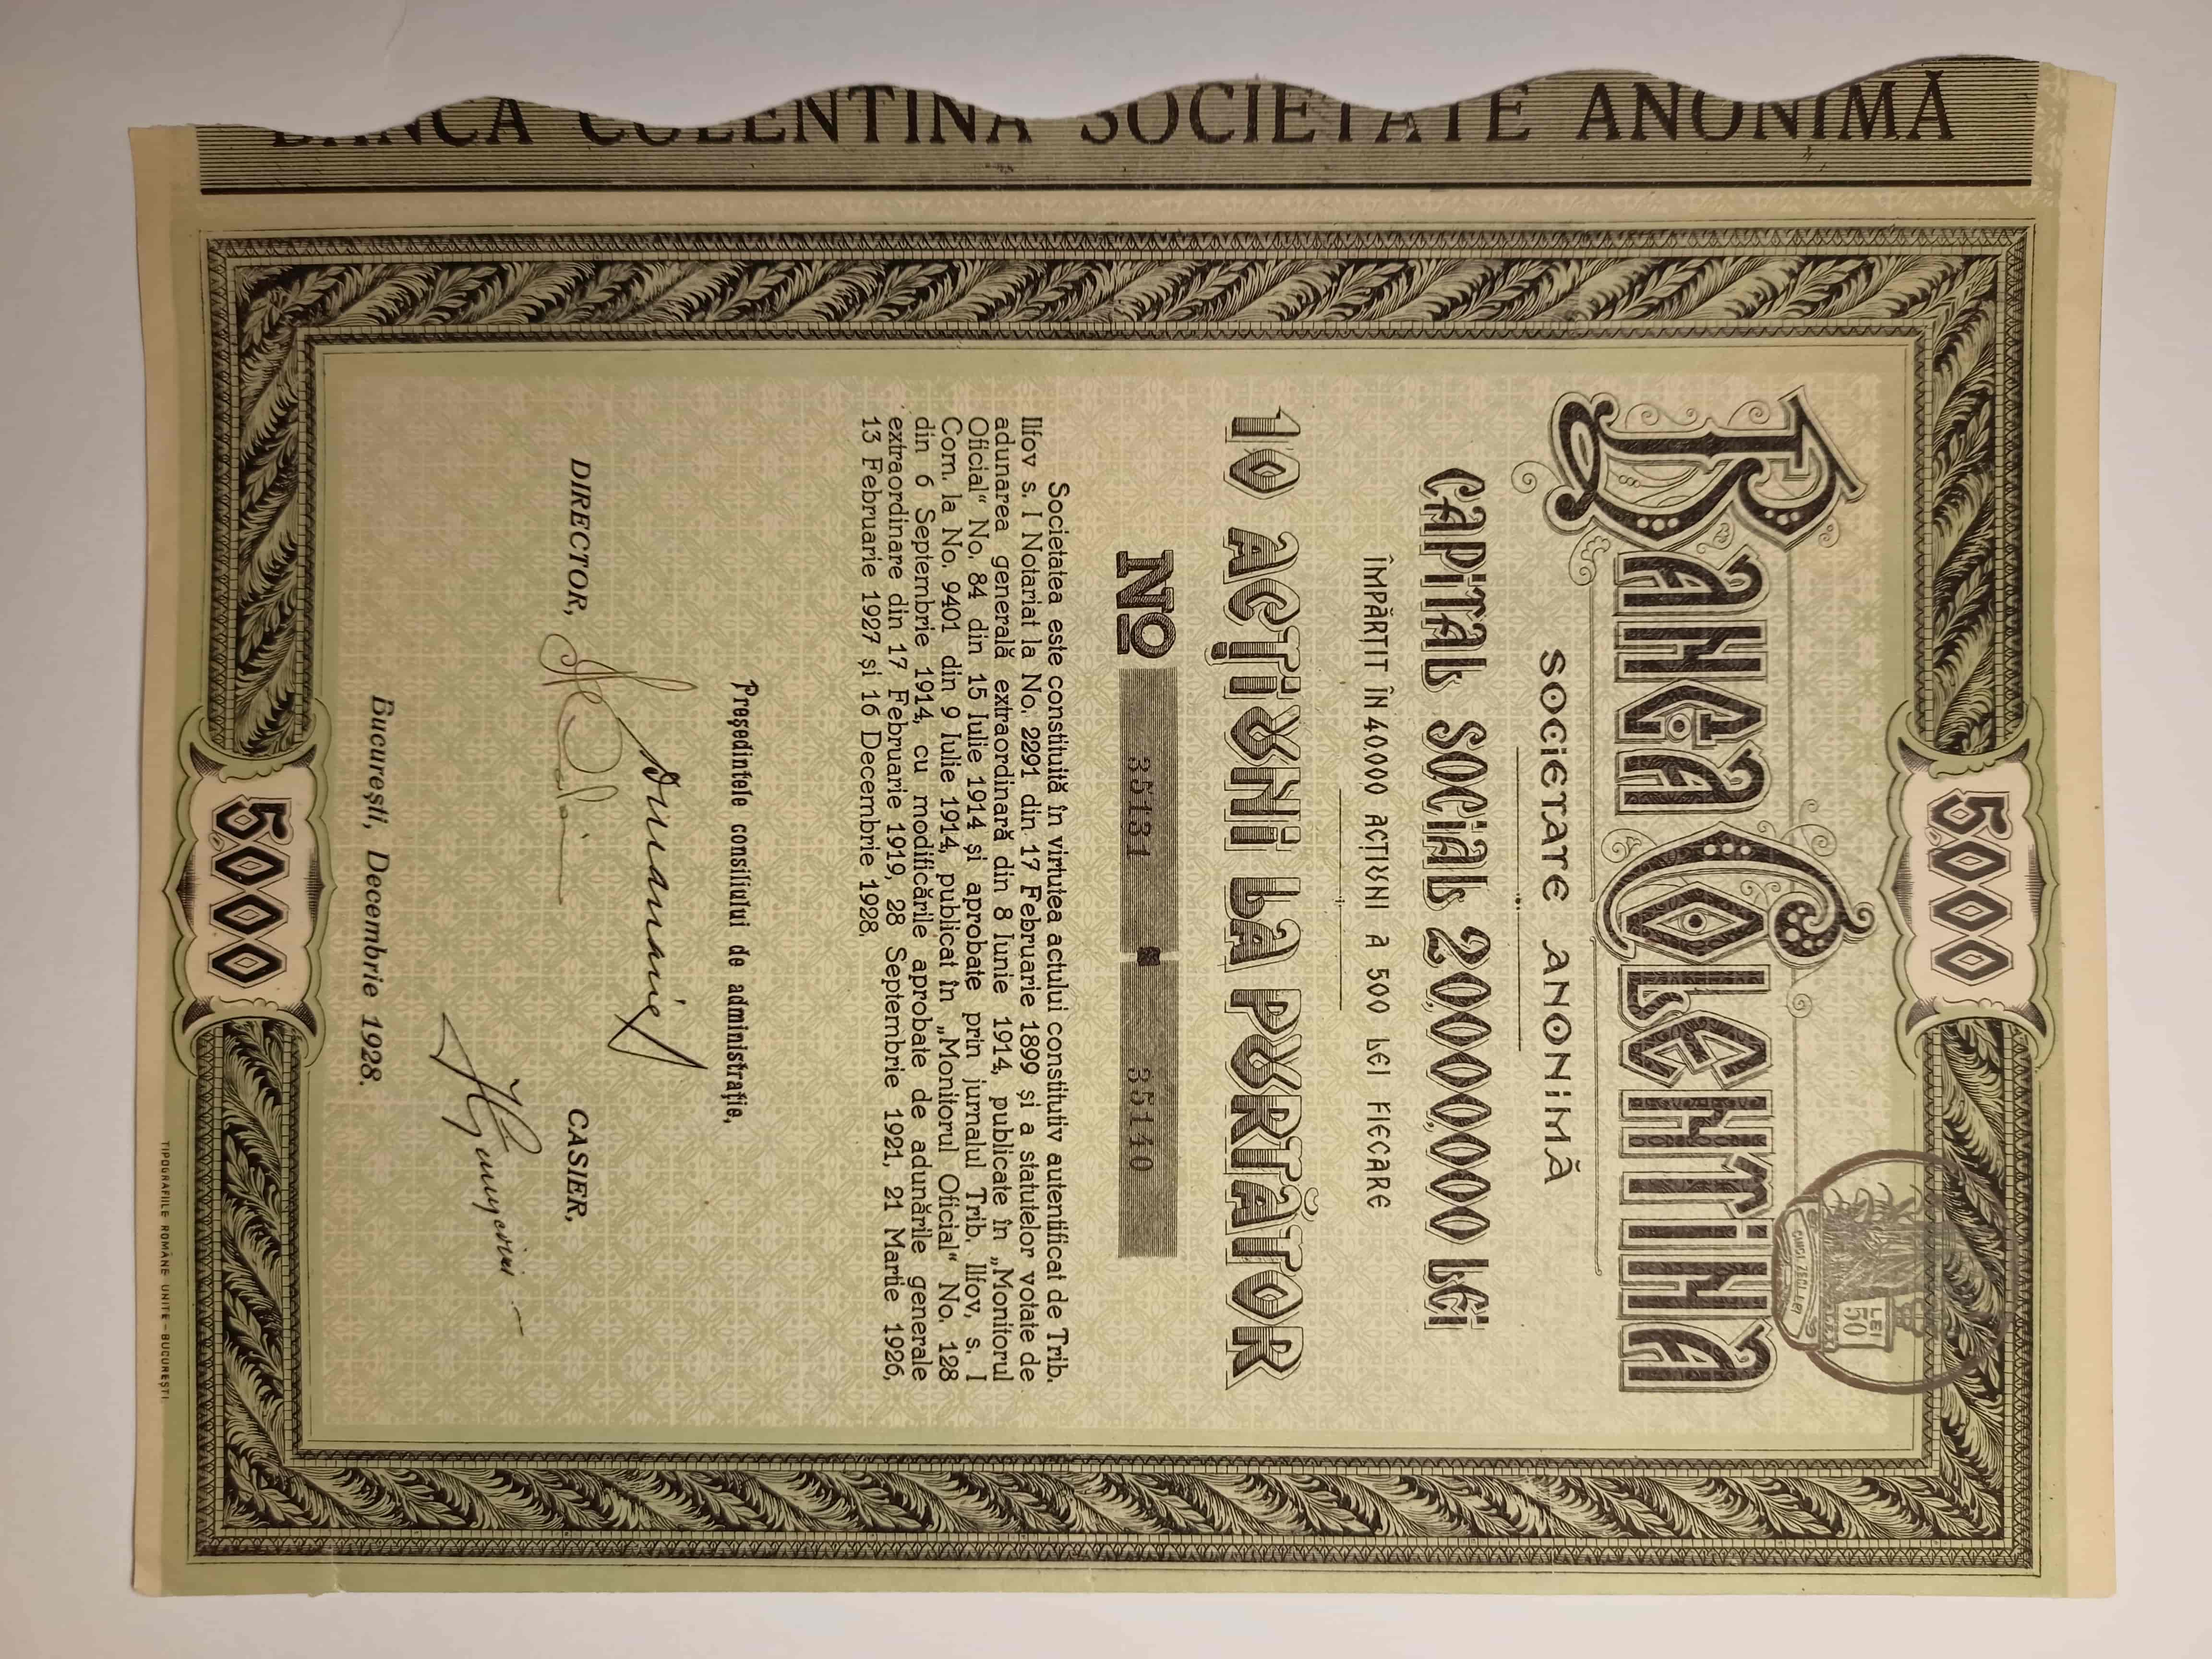 BANCA COLENTINA SOCIETATE ANONIMĂ
5000
BANCA COLENTINA
CINCI ZECI LEI
LEI
50
SOCIETATE ANONIMĂ
CAPITAL SOCIAL 20,000,000 LEI
ÎMPĂRȚIT ÎN 40.000 ACȚIUNI A 500 LEI FIECARE
10 ACȚIUNI LA PURTĂTOR
No 35131 35140
Societatea este constituită în virtutea actului constitutiv autentificat de Trib.
Ilfov s. I Notariat la No. 2291 din 17 Februarie 1899 și a statutelor votate de
adunarea generală extraordinară din 8 Iunie 1914, publicate în „Monitorul
Oficial“ No. 84 din 15 Iulie 1914 și aprobate prin jurnalul Trib. Ilfov, s. I
Com. la No. 9401 din 9 Iulie 1914, publicat în „Monitorul Oficial“ No. 128
din 6 Septembrie 1914, cu modificările aprobate de adunările generale
extraordinare din 17 Februarie 1919, 28 Septembrie 1921, 21 Martie 1926,
13 Februarie 1927 și 16 Decembrie 1928.
Președintele consiliului de administrație,
DIRECTOR,
CASIER,
București, Decembrie 1928.
5000
TIPOGRAFIILE ROMÂNE UNITE – BUCUREȘTI